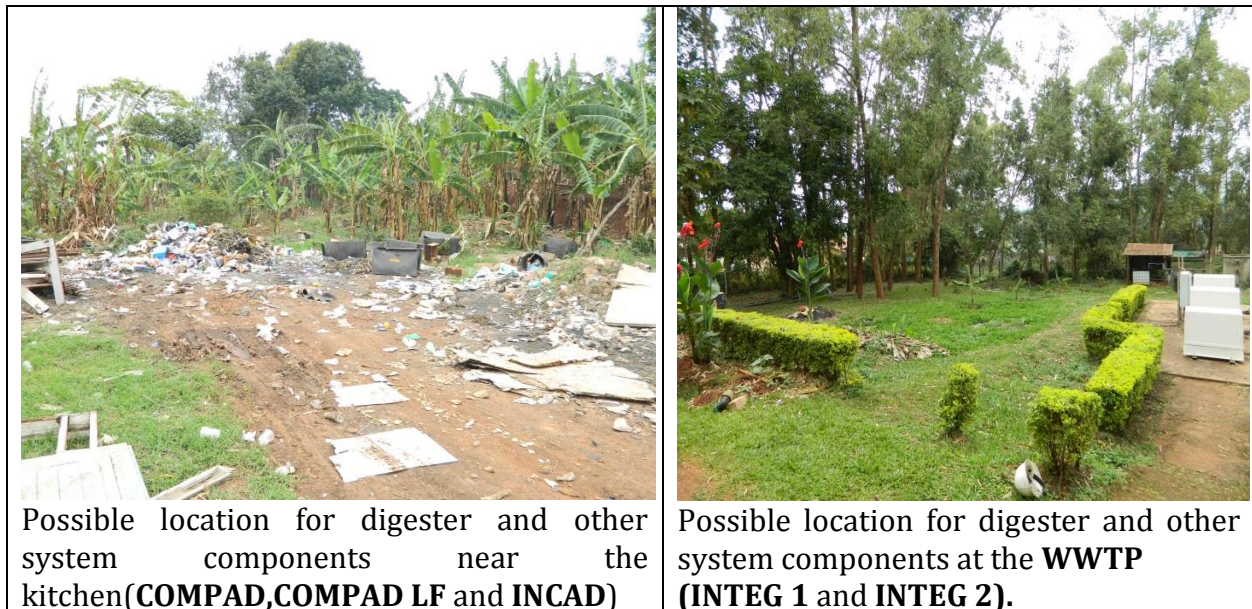 Possible location for digester and other
system components near the
kitchen(COMPAD,COMPAD LF and INCAD)
Possible location for digester and other
system components at the WWTP
(INTEG 1 and INTEG 2).